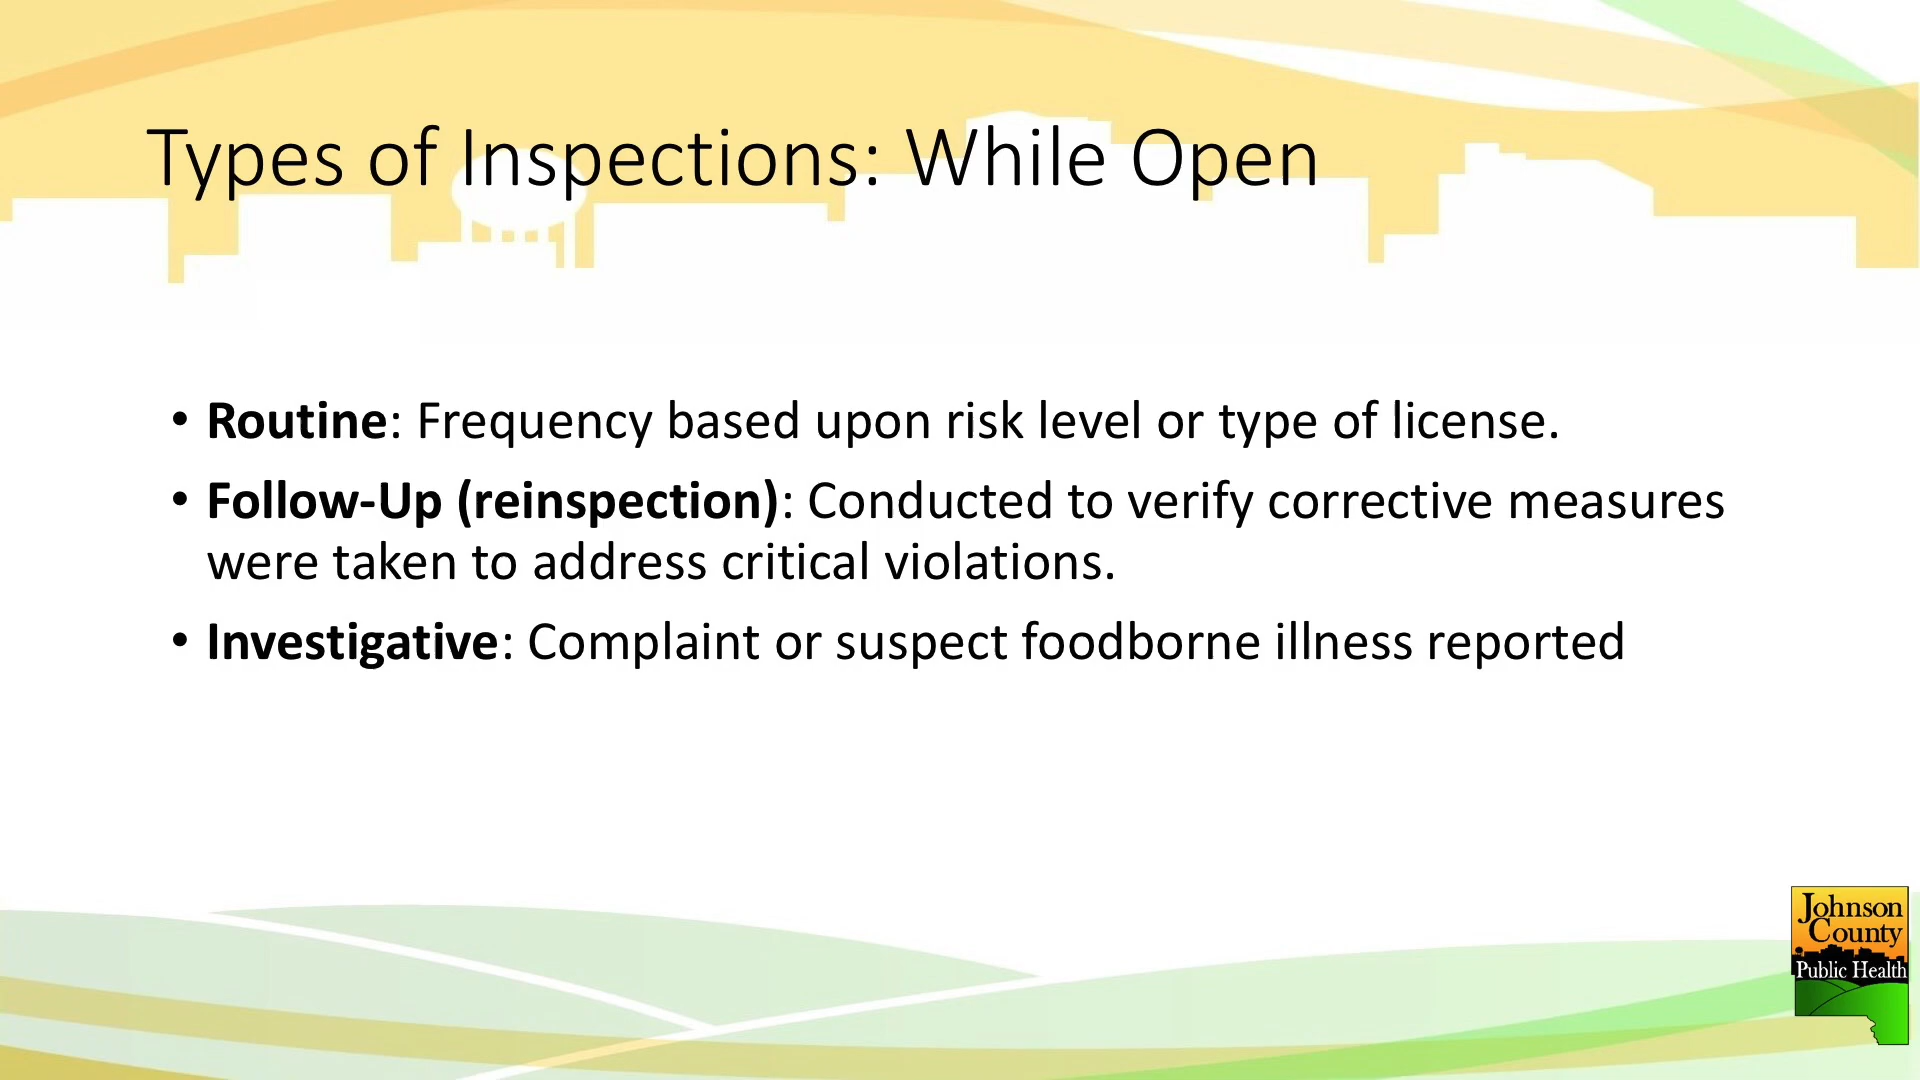 Types of Inspections: While Open
• Routine: Frequency based upon risk level or type of license.
• Follow-Up (reinspection): Conducted to verify corrective measures
were taken to address critical violations.
• Investigative: Complaint or suspect foodborne illness reported
Johnson
County
Public Health